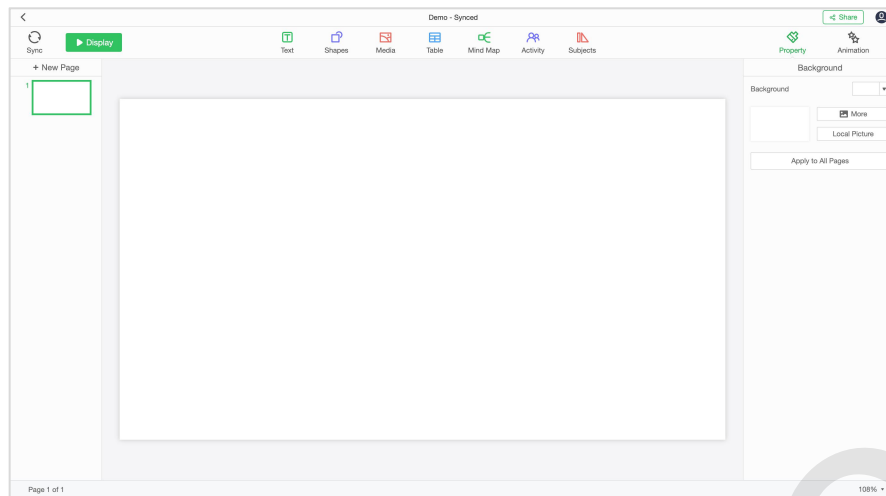 Demo - Synced
Share
Sync
Display
Text
Shapes
Media
Table
Mind Map
Activity
Subjects
Property
Animation
+ New Page
Background
1
Background
More
Local Picture
Apply to All Pages
Page 1 of 1
108%